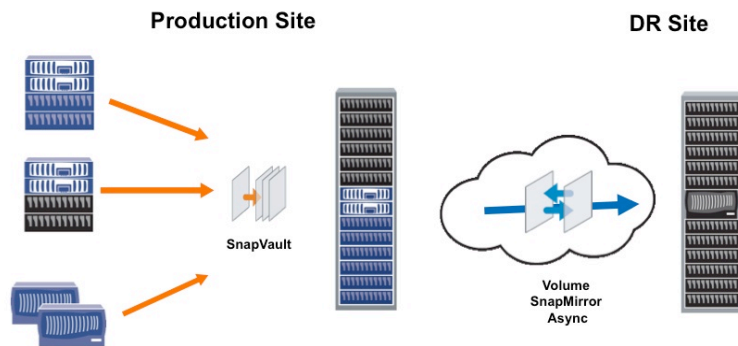 Production Site
DR Site
SnapVault
Volume
SnapMirror
Async